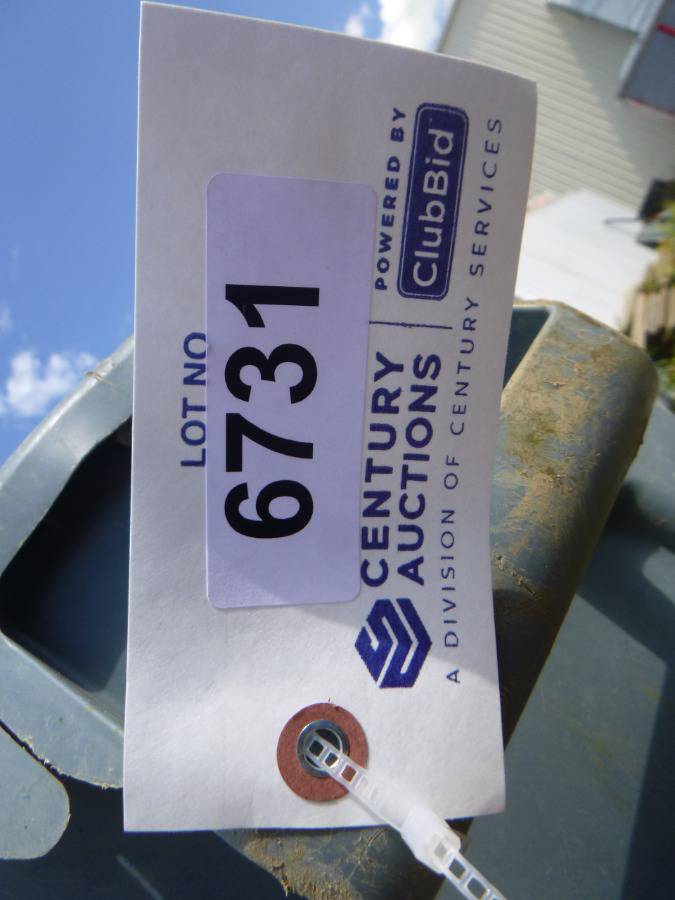 LOT NO
6731
CENTURY
AUCTIONS
POWERED BY
ClubBid
A DIVISION OF CENTURY SERVICES